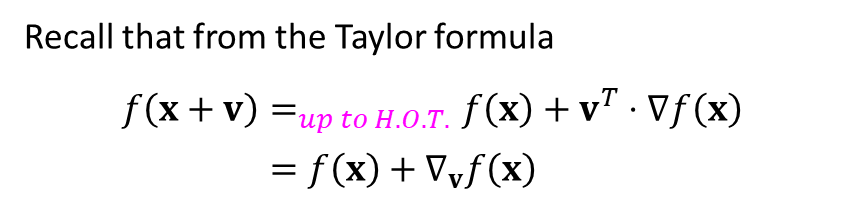 Recall that from the Taylor formula
f(𝐱 + 𝐯) =up to H.O.T. f(𝐱) + 𝐯ᵀ · ∇f(𝐱)
= f(𝐱) + ∇𝐯f(𝐱)